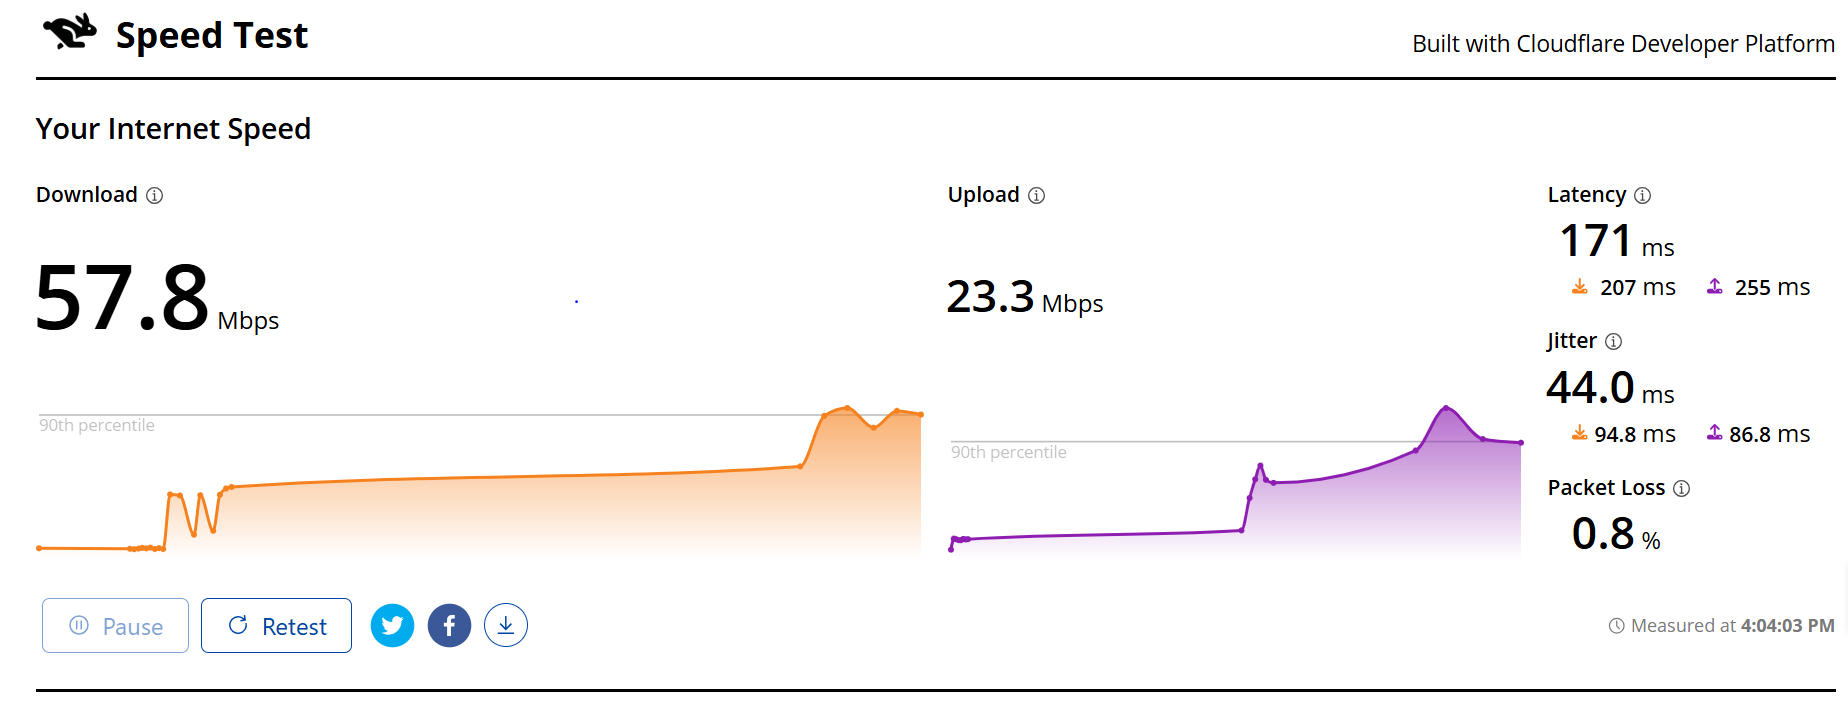 Speed Test
Built with Cloudflare Developer Platform
Your Internet Speed
Download
57.8 Mbps
90th percentile
Upload
23.3 Mbps
90th percentile
Latency
171 ms
207 ms 255 ms
Jitter
44.0 ms
94.8 ms 86.8 ms
Packet Loss
0.8 %
Pause
Retest
Measured at 4:04:03 PM